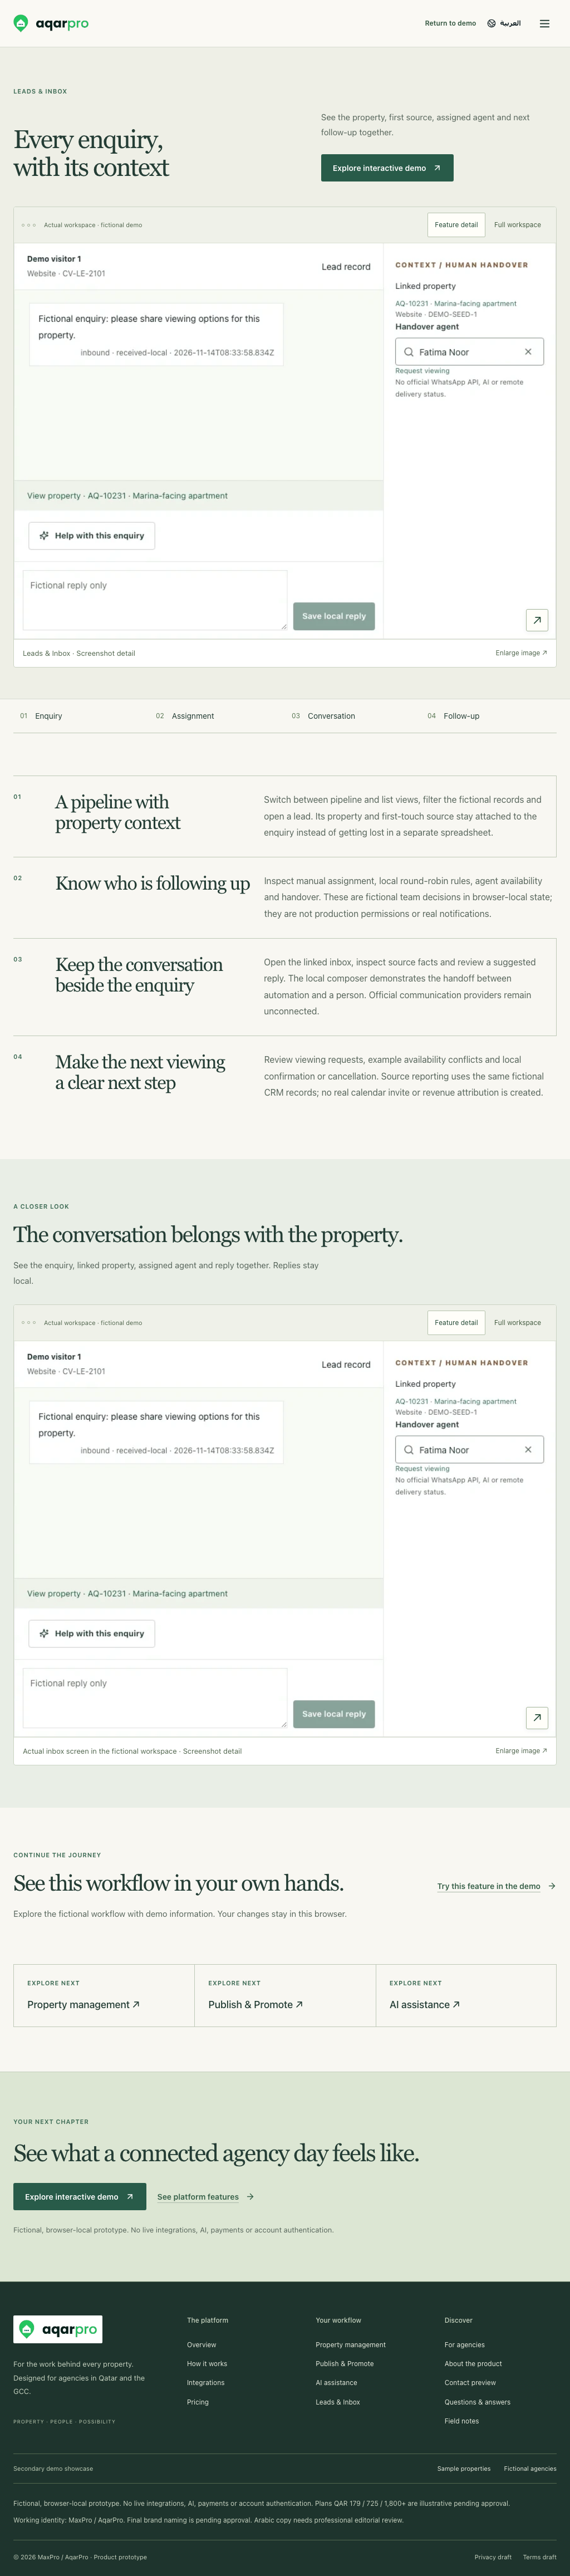 aqarpro
Return to demo
العربية
LEADS & INBOX
Every enquiry,
with its context
See the property, first source, assigned agent and next
follow-up together.
Explore interactive demo ↗
Actual workspace · fictional demo
Feature detail
Full workspace
Demo visitor 1
Website · CV-LE-2101
Lead record
Fictional enquiry: please share viewing options for this
property.
inbound · received-local · 2026-11-14T08:33:58.834Z
View property · AQ-10231 · Marina-facing apartment
Help with this enquiry
Fictional reply only
Save local reply
CONTEXT / HUMAN HANDOVER
Linked property
AQ-10231 · Marina-facing apartment
Website · DEMO-SEED-1
Handover agent
Fatima Noor
Request viewing
No official WhatsApp API, AI or remote
delivery status.
Leads & Inbox · Screenshot detail
Enlarge image ↗
01 Enquiry
02 Assignment
03 Conversation
04 Follow-up
01
A pipeline with
property context
Switch between pipeline and list views, filter the fictional records and
open a lead. Its property and first-touch source stay attached to the
enquiry instead of getting lost in a separate spreadsheet.
02
Know who is following up
Inspect manual assignment, local round-robin rules, agent availability
and handover. These are fictional team decisions in browser-local state;
they are not production permissions or real notifications.
03
Keep the conversation
beside the enquiry
Open the linked inbox, inspect source facts and review a suggested
reply. The local composer demonstrates the handoff between
automation and a person. Official communication providers remain
unconnected.
04
Make the next viewing
a clear next step
Review viewing requests, example availability conflicts and local
confirmation or cancellation. Source reporting uses the same fictional
CRM records; no real calendar invite or revenue attribution is created.
A CLOSER LOOK
The conversation belongs with the property.
See the enquiry, linked property, assigned agent and reply together. Replies stay
local.
Actual workspace · fictional demo
Feature detail
Full workspace
Demo visitor 1
Website · CV-LE-2101
Lead record
Fictional enquiry: please share viewing options for this
property.
inbound · received-local · 2026-11-14T08:33:58.834Z
View property · AQ-10231 · Marina-facing apartment
Help with this enquiry
Fictional reply only
Save local reply
CONTEXT / HUMAN HANDOVER
Linked property
AQ-10231 · Marina-facing apartment
Website · DEMO-SEED-1
Handover agent
Fatima Noor
Request viewing
No official WhatsApp API, AI or remote
delivery status.
Actual inbox screen in the fictional workspace · Screenshot detail
Enlarge image ↗
CONTINUE THE JOURNEY
See this workflow in your own hands.
Try this feature in the demo →
Explore the fictional workflow with demo information. Your changes stay in this browser.
EXPLORE NEXT
Property management ↗
EXPLORE NEXT
Publish & Promote ↗
EXPLORE NEXT
AI assistance ↗
YOUR NEXT CHAPTER
See what a connected agency day feels like.
Explore interactive demo ↗
See platform features →
Fictional, browser-local prototype. No live integrations, AI, payments or account authentication.
aqarpro
For the work behind every property.
Designed for agencies in Qatar and the
GCC.
PROPERTY · PEOPLE · POSSIBILITY
The platform
Overview
How it works
Integrations
Pricing
Your workflow
Property management
Publish & Promote
AI assistance
Leads & Inbox
Discover
For agencies
About the product
Contact preview
Questions & answers
Field notes
Secondary demo showcase
Sample properties
Fictional agencies
Fictional, browser-local prototype. No live integrations, AI, payments or account authentication. Plans QAR 179 / 725 / 1,800+ are illustrative pending approval.
Working identity: MaxPro / AqarPro. Final brand naming is pending approval. Arabic copy needs professional editorial review.
© 2026 MaxPro / AqarPro · Product prototype
Privacy draft
Terms draft